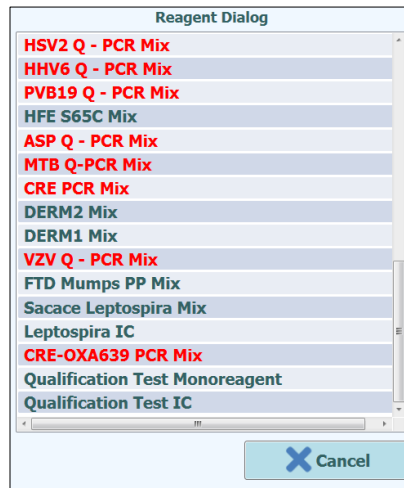 Reagent Dialog
HSV2 Q - PCR Mix
HHV6 Q - PCR Mix
PVB19 Q - PCR Mix
HFE S65C Mix
ASP Q - PCR Mix
MTB Q-PCR Mix
CRE PCR Mix
DERM2 Mix
DERM1 Mix
VZV Q - PCR Mix
FTD Mumps PP Mix
Sacace Leptospira Mix
Leptospira IC
CRE-OXA639 PCR Mix
Qualification Test Monoreagent
Qualification Test IC
Cancel